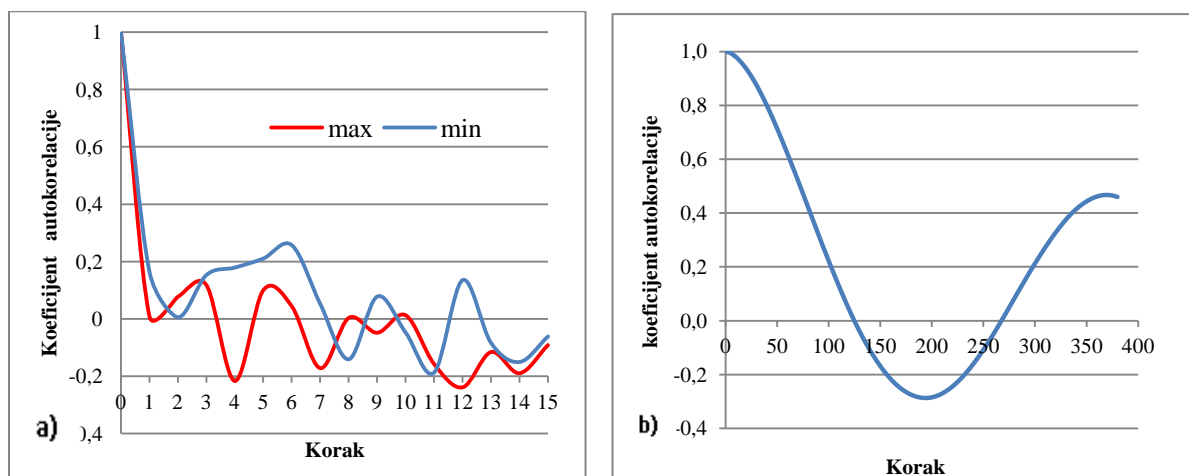 1
0,8
0,6
0,4
0,2
0
-0,2
,4
Koeficijent autokorelacije
max min
0 1 2 3 4 5 6 7 8 9 10 11 12 13 14 15
a)
Korak
1,0
0,8
0,6
0,4
0,2
0,0
-0,2
-0,4
koeficijent autokorelacije
0 50 100 150 200 250 300 350 400
b)
Korak